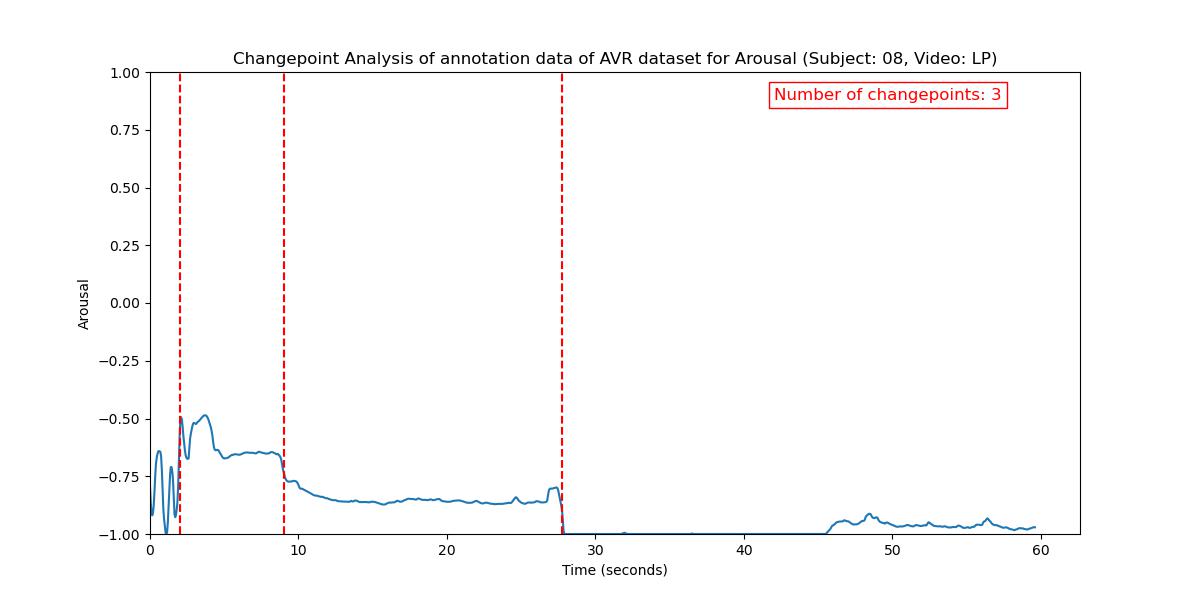 Changepoint Analysis of annotation data of AVR dataset for Arousal (Subject: 08, Video: LP)
Number of changepoints: 3
1.00
0.75
0.50
0.25
0.00
−0.25
−0.50
−0.75
−1.00
Arousal
0 10 20 30 40 50 60
Time (seconds)